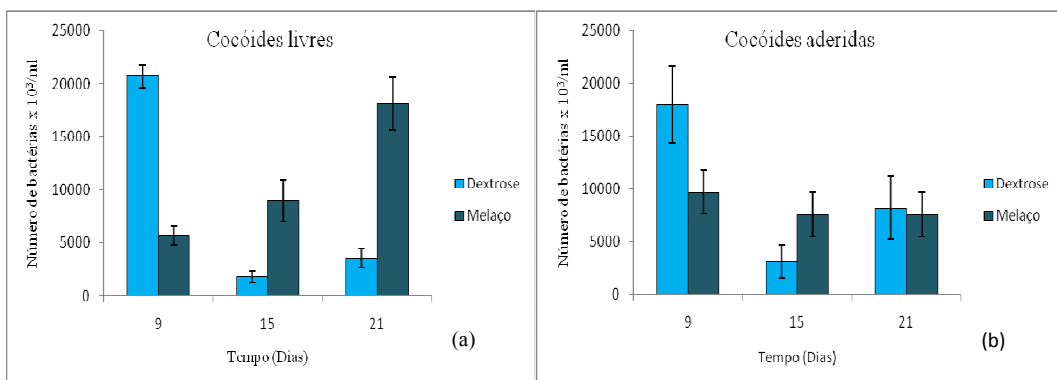 Cocóides livres
Número de bactérias x 10³/ml
25000
20000
15000
10000
5000
0
9
15
21
Tempo (Dias)
Dextrose
Melaço
(a)
Cocóides aderidas
Número de bactérias x 10³/ml
25000
20000
15000
10000
5000
0
9
15
21
Tempo (Dias)
Dextrose
Melaço
(b)